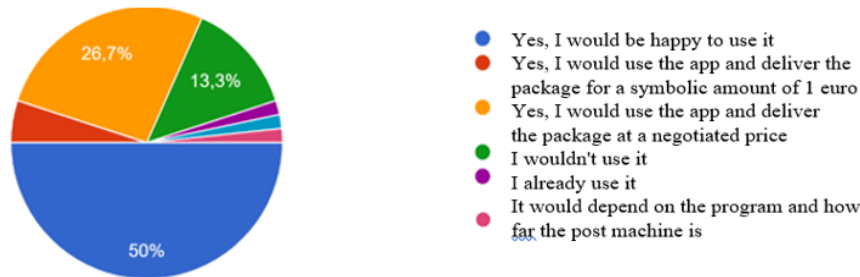 26,7%
13,3%
50%
Yes, I would be happy to use it
Yes, I would use the app and deliver the
package for a symbolic amount of 1 euro
Yes, I would use the app and deliver
the package at a negotiated price
I wouldn't use it
I already use it
It would depend on the program and how
far the post machine is